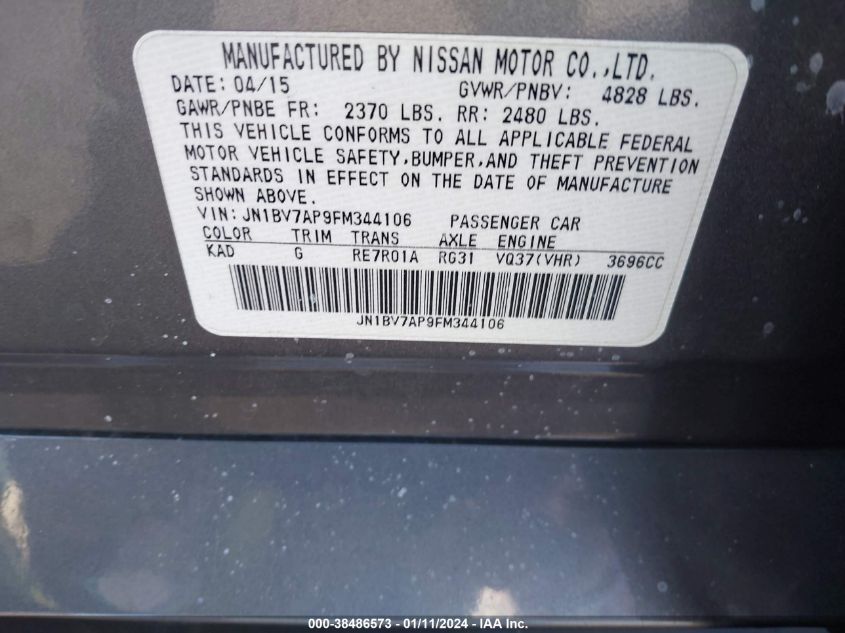 MANUFACTURED BY NISSAN MOTOR CO.,LTD.
DATE: 04/15 GVWR/PNBV: 4828 LBS.
GAWR/PNBE FR: 2370 LBS. RR: 2480 LBS.
THIS VEHICLE CONFORMS TO ALL APPLICABLE FEDERAL
MOTOR VEHICLE SAFETY,BUMPER,AND THEFT PREVENTION
STANDARDS IN EFFECT ON THE DATE OF MANUFACTURE
SHOWN ABOVE.
VIN: JN1BV7AP9FM344106 PASSENGER CAR
COLOR TRIM TRANS AXLE ENGINE
KAD G RE7R01A RG31 VQ37(VHR) 3696CC
JN1BV7AP9FM344106
000-38486573 - 01/11/2024 - IAA Inc.